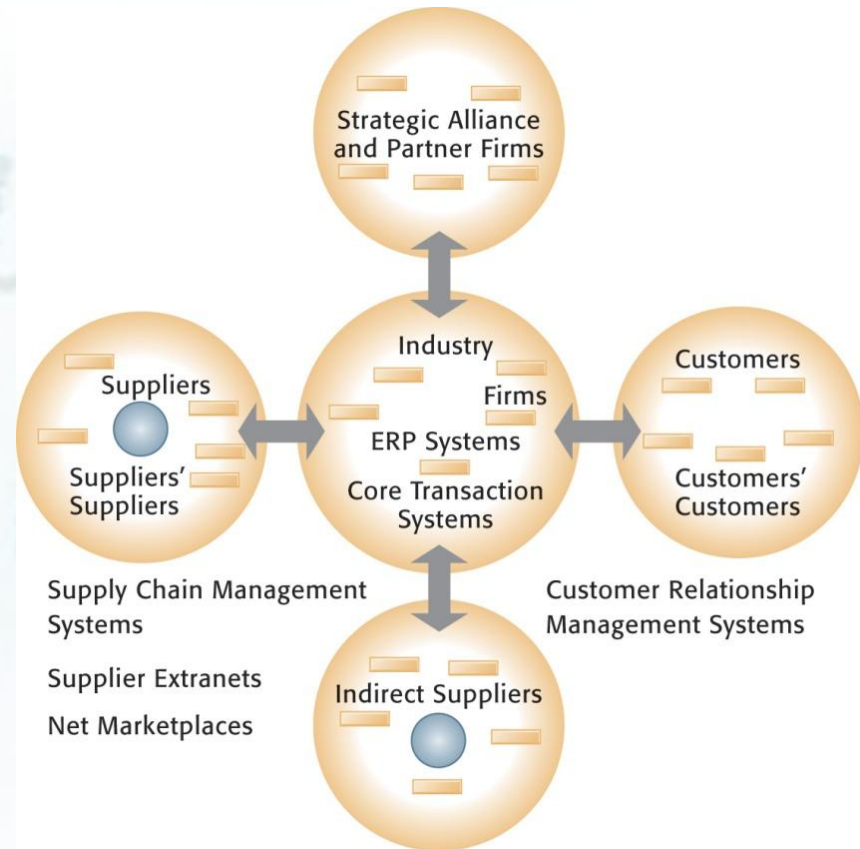 Strategic Alliance
and Partner Firms
Industry
Firms
ERP Systems
Core Transaction
Systems
Suppliers
Suppliers'
Suppliers
Customers
Customers'
Customers
Supply Chain Management
Systems
Supplier Extranets
Net Marketplaces
Customer Relationship
Management Systems
Indirect Suppliers